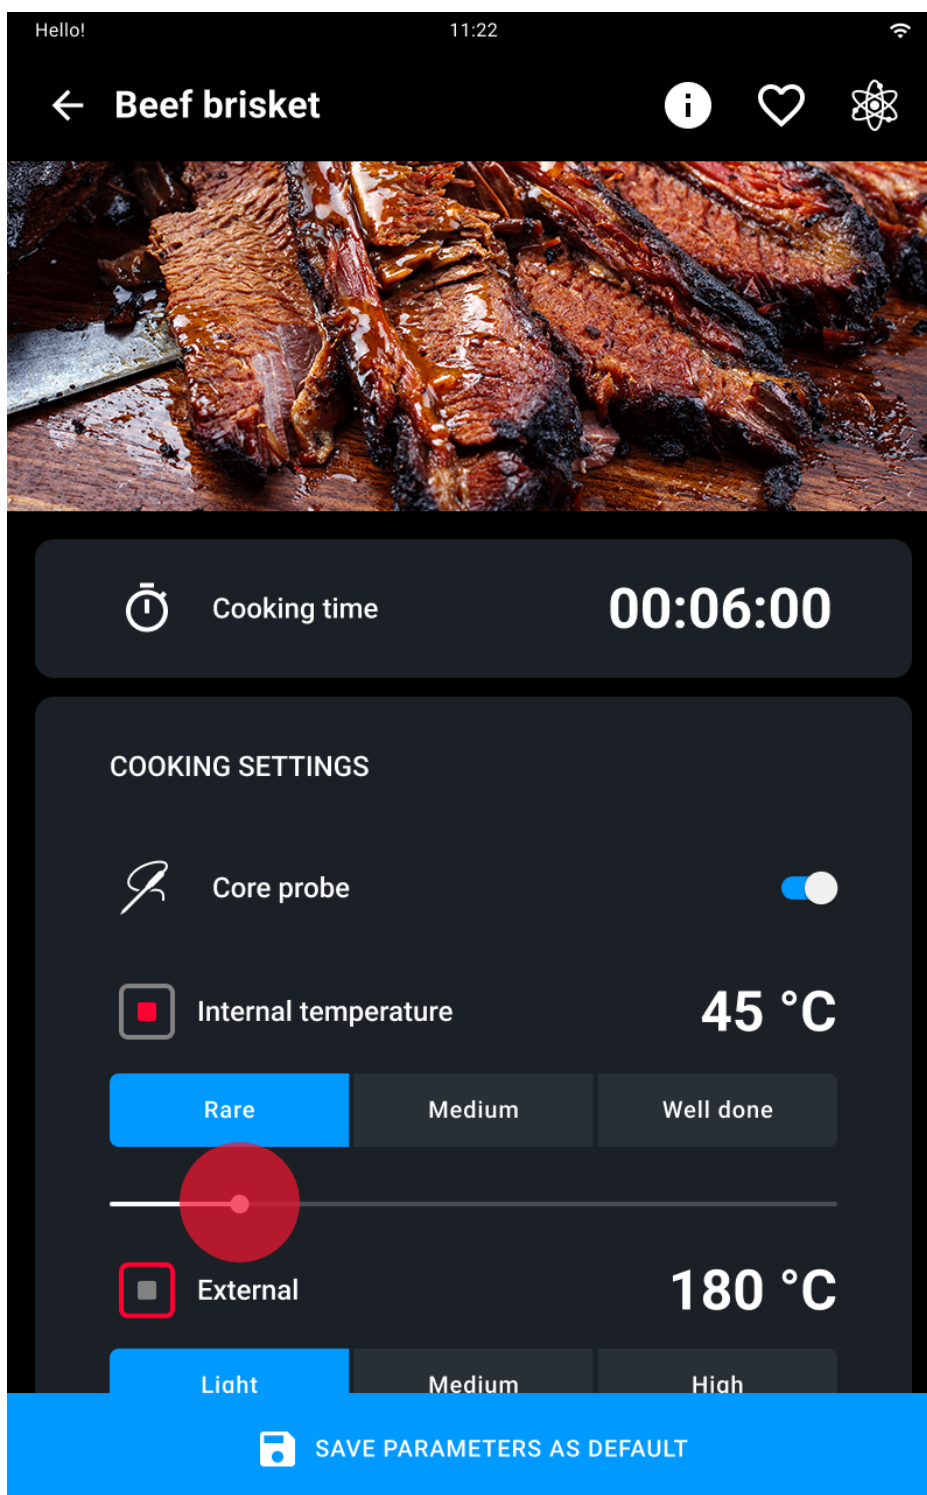 Hello!
11:22
Beef brisket
Cooking time
00:06:00
COOKING SETTINGS
Core probe
Internal temperature
45 °C
Rare
Medium
Well done
External
180 °C
Light
Medium
High
SAVE PARAMETERS AS DEFAULT